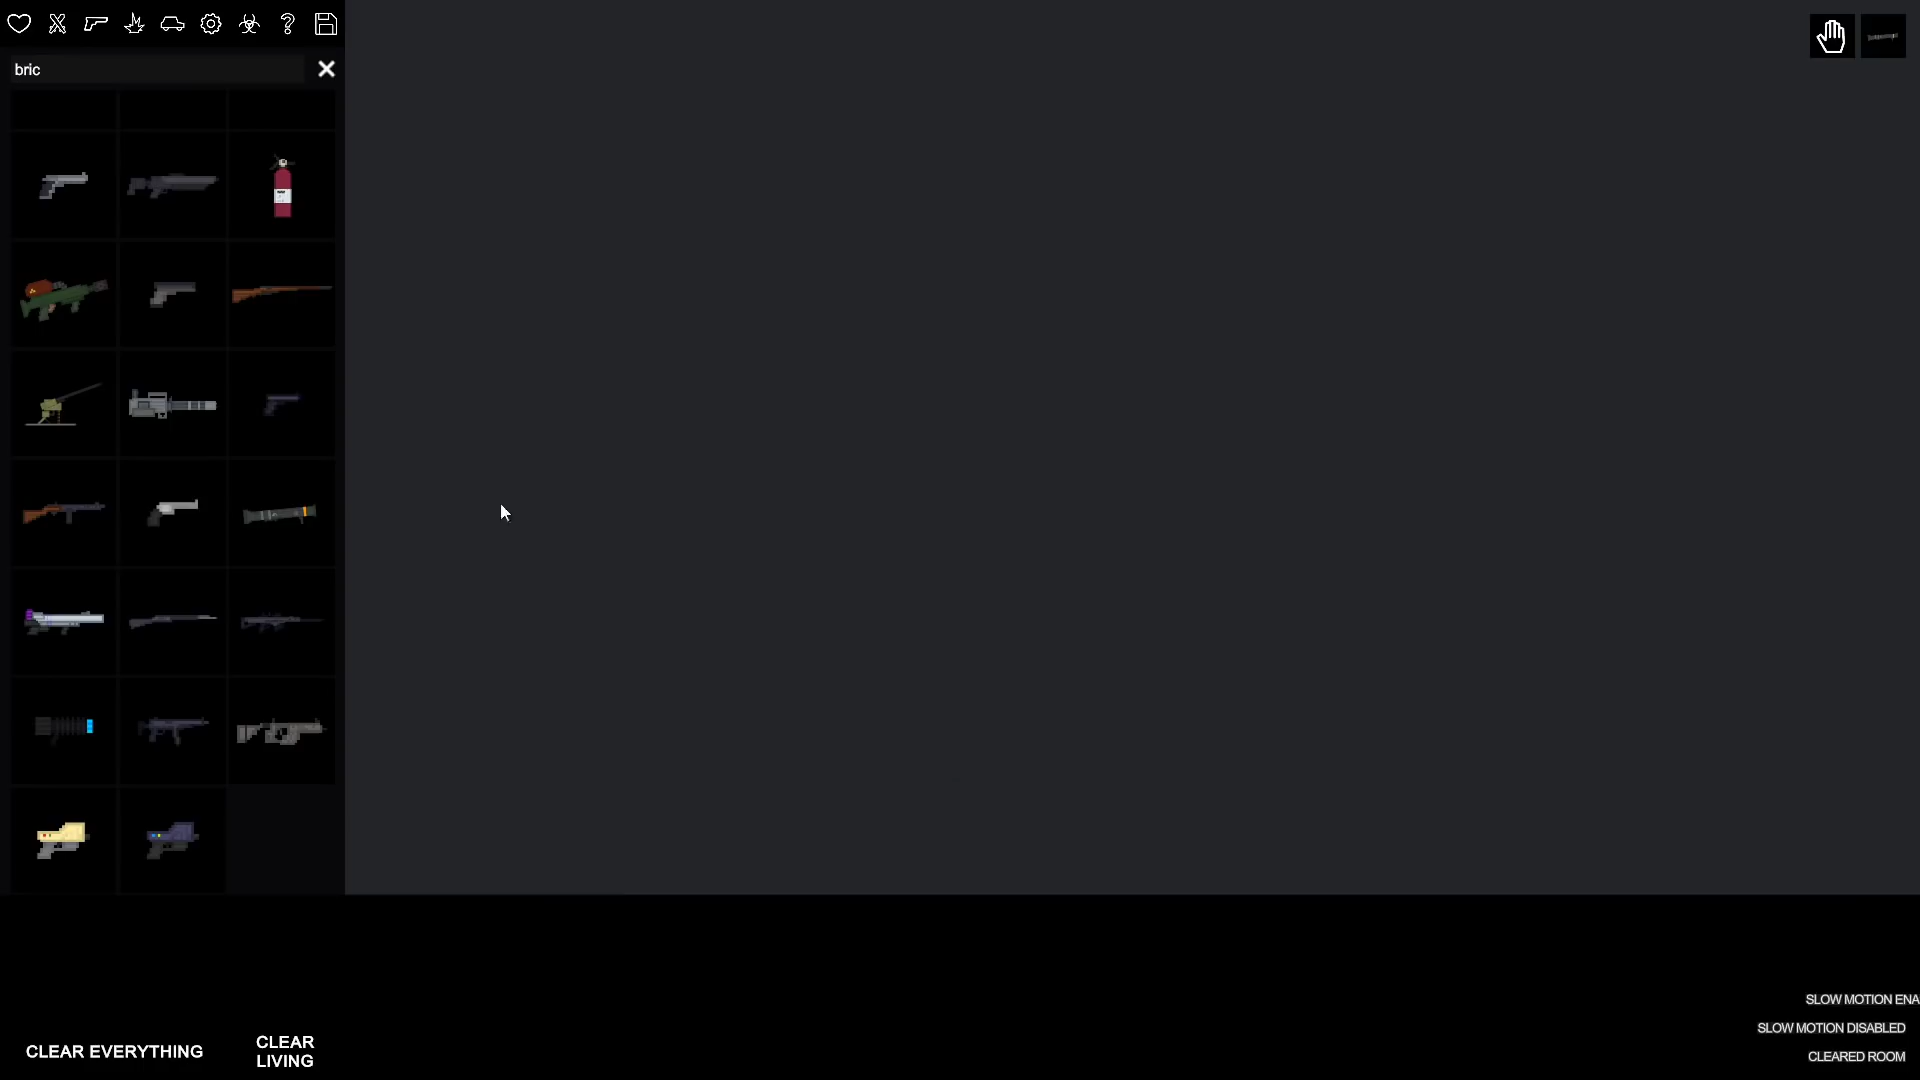 bric
CLEAR EVERYTHING
CLEAR
LIVING
SLOW MOTION ENA
SLOW MOTION DISABLED
CLEARED ROOM